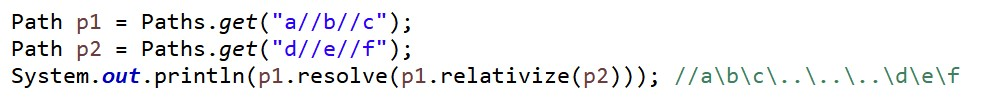 Path p1 = Paths.get("a//b//c");
Path p2 = Paths.get("d//e//f");
System.out.println(p1.resolve(p1.relativize(p2))); //a\b\c\..\..\..\d\e\f